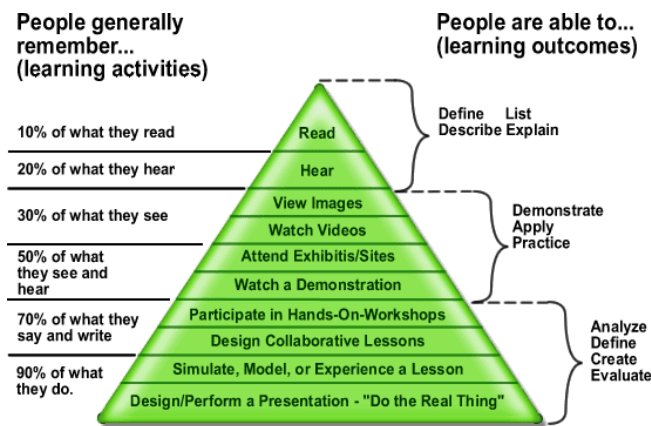 People generally
remember...
(learning activities)
People are able to...
(learning outcomes)
10% of what they read
20% of what they hear
30% of what they see
50% of what
they see and
hear
70% of what they
say and write
90% of what
they do.
Read
Hear
View Images
Watch Videos
Attend Exhibitis/Sites
Watch a Demonstration
Participate in Hands-On-Workshops
Design Collaborative Lessons
Simulate, Model, or Experience a Lesson
Design/Perform a Presentation - "Do the Real Thing"
Define List
Describe Explain
Demonstrate
Apply
Practice
Analyze
Define
Create
Evaluate